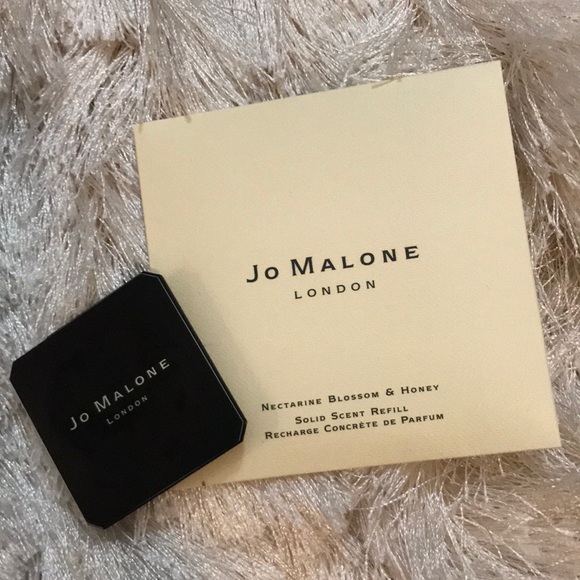 Jo Malone
London
Nectarine Blossom & Honey
Solid Scent Refill
Recharge Concrète de Parfum
Jo Malone
London